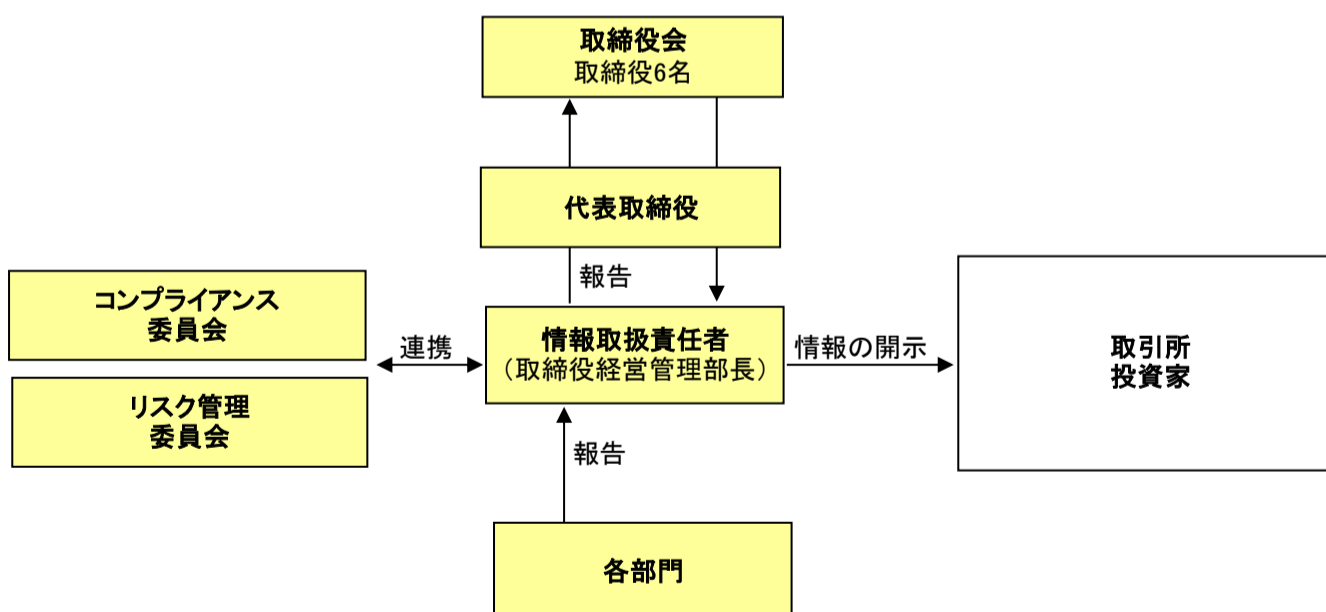 取締役会
取締役6名
代表取締役
報告
コンプライアンス
委員会
リスク管理
委員会
連携
情報取扱責任者
（取締役経営管理部長）
情報の開示
取引所
投資家
報告
各部門